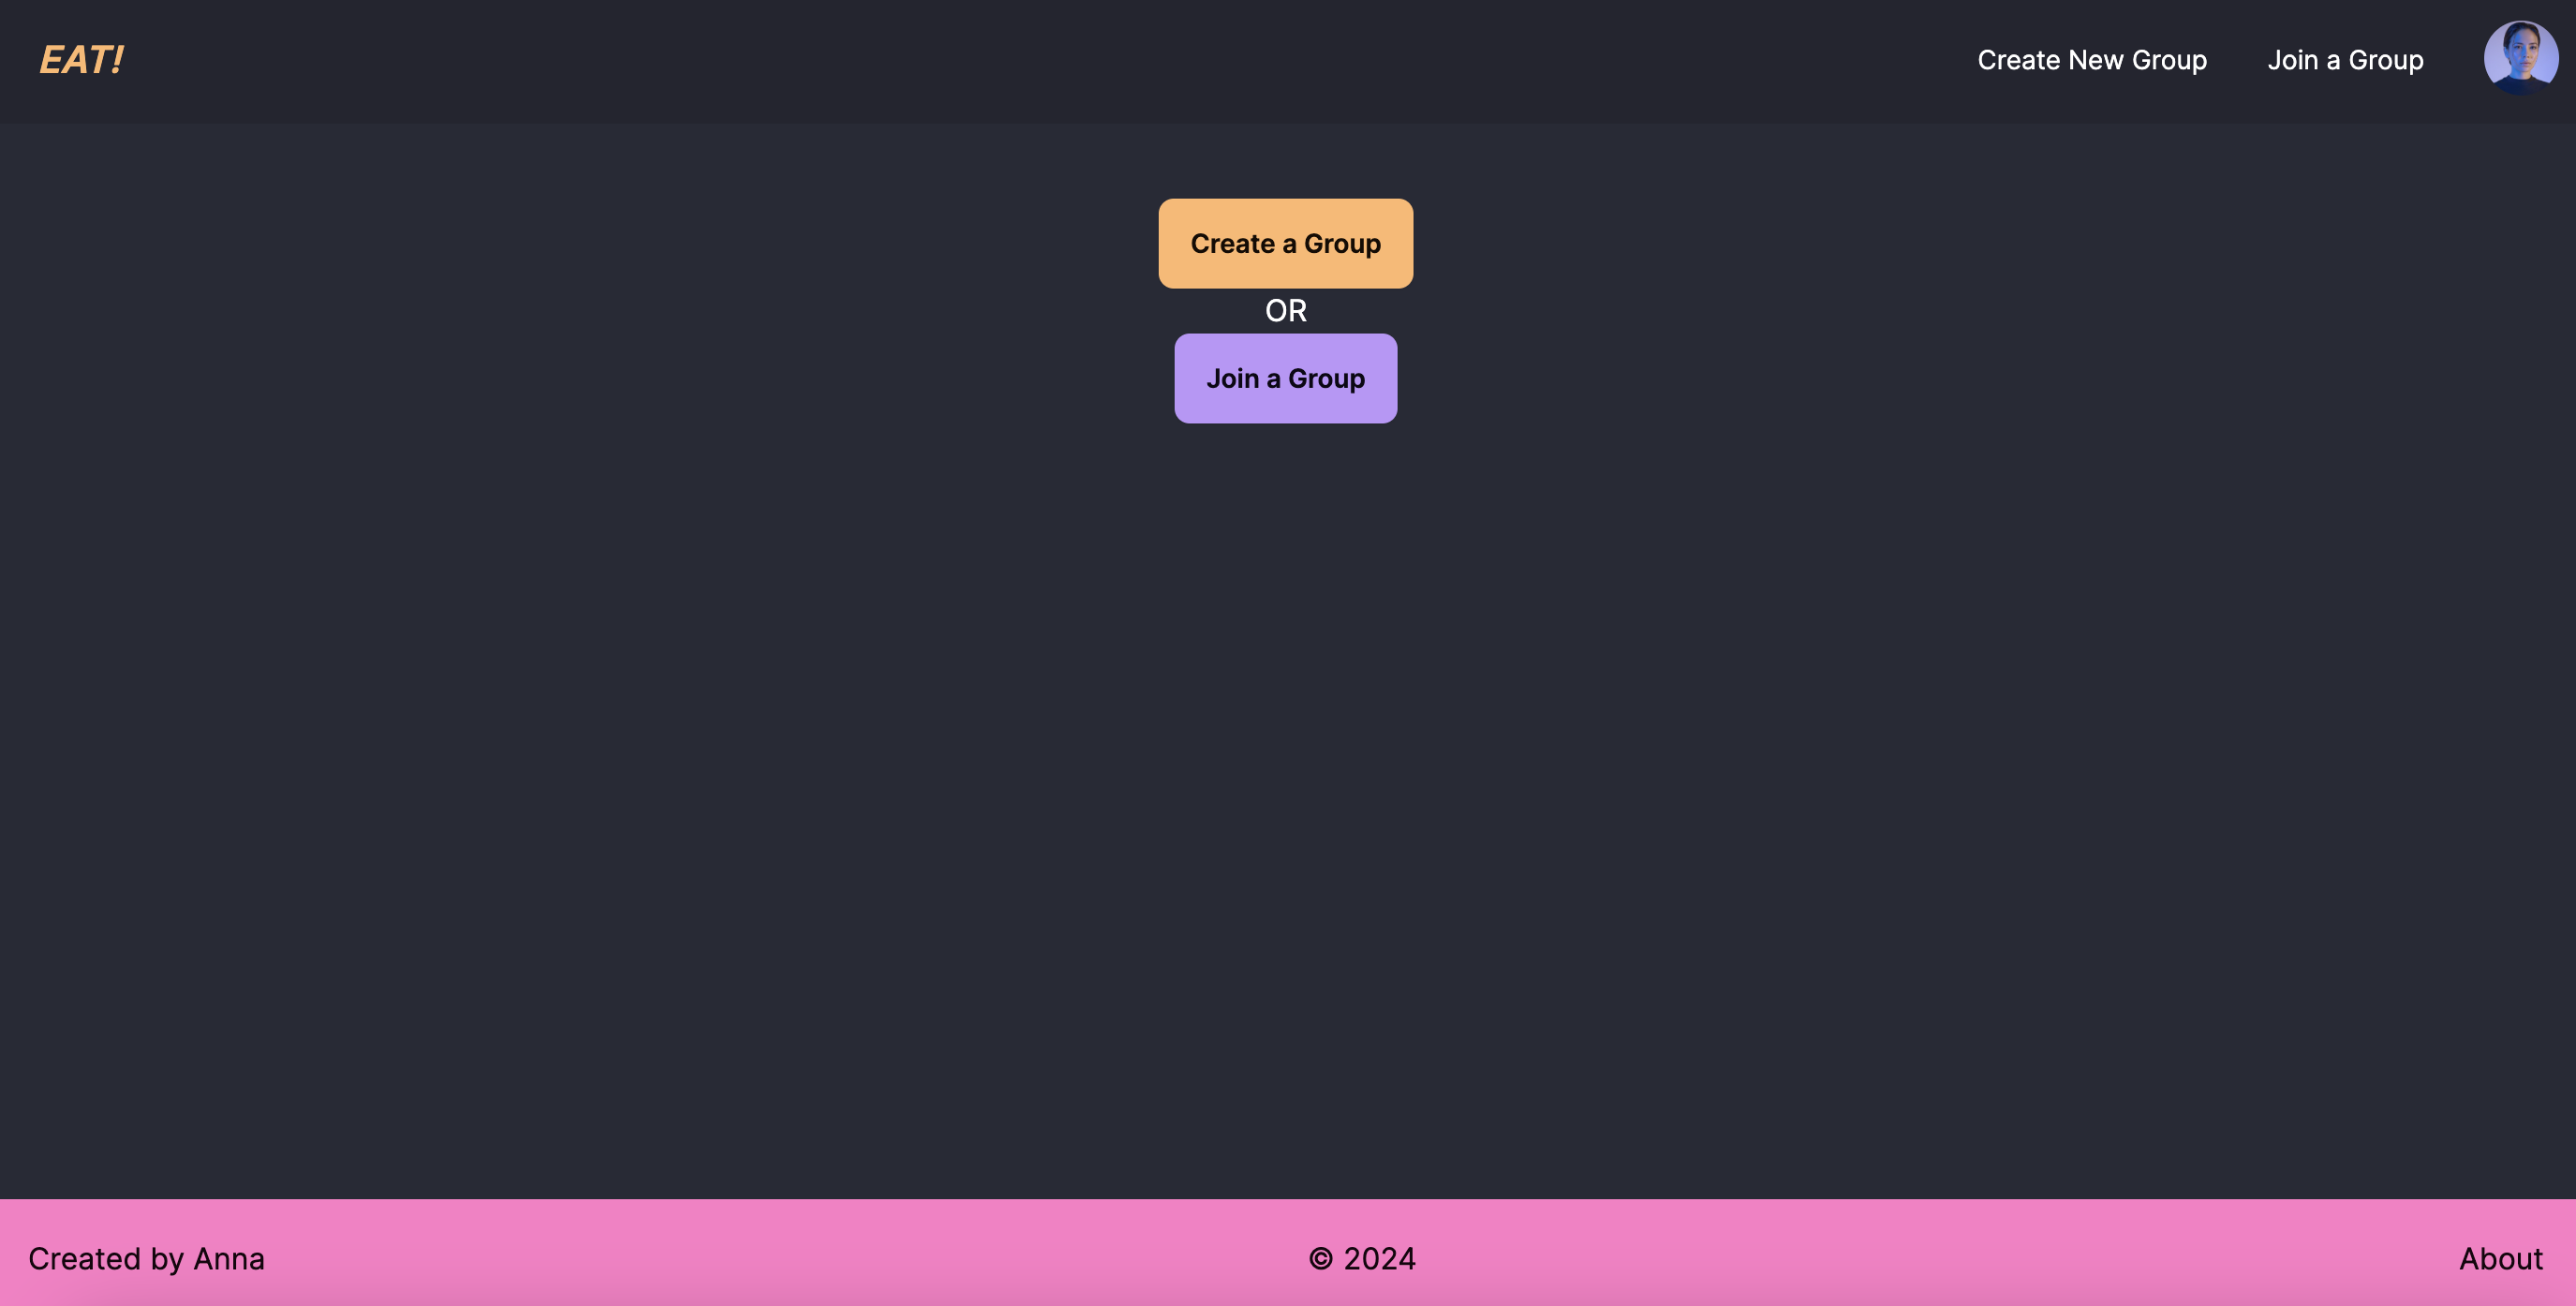 EAT!
Create New Group
Join a Group
Create a Group
OR
Join a Group
Created by Anna
© 2024
About